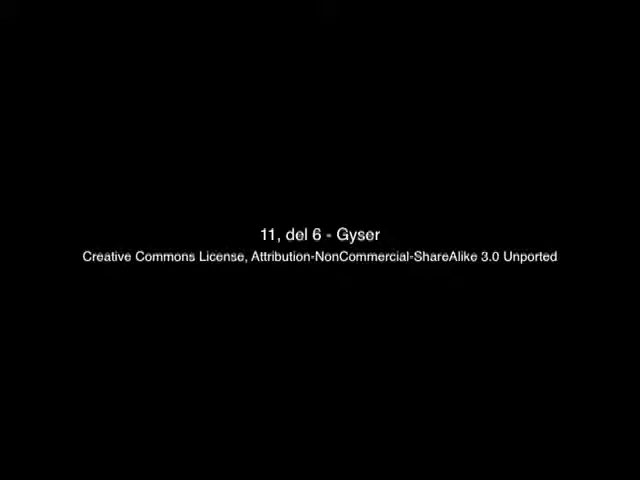 11, del 6 - Gyser
Creative Commons License, Attribution-NonCommercial-ShareAlike 3.0 Unported